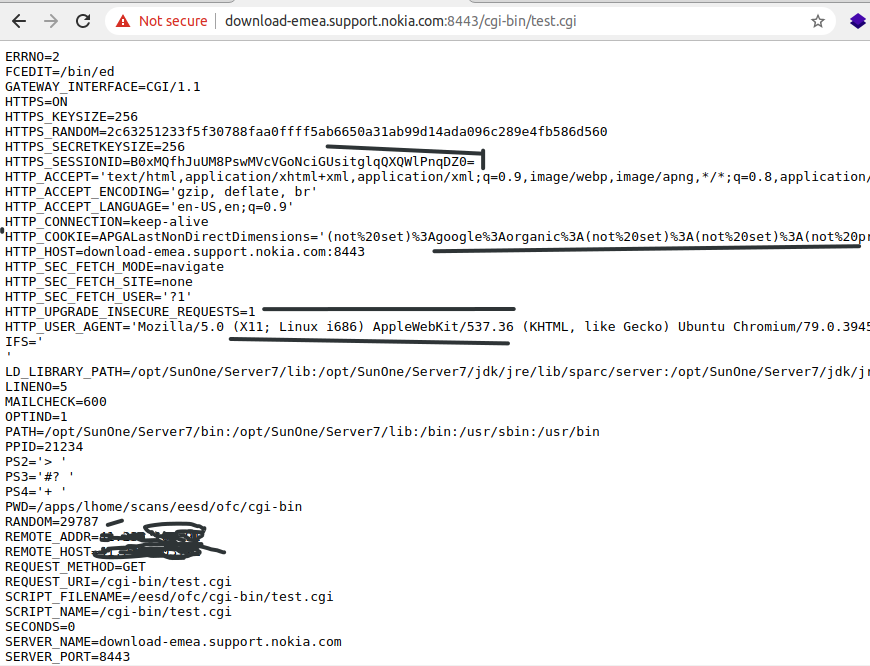 Not secure download-emea.support.nokia.com:8443/cgi-bin/test.cgi
ERRNO=2
FCEDIT=/bin/ed
GATEWAY_INTERFACE=CGI/1.1
HTTPS=ON
HTTPS_KEYSIZE=256
HTTPS_RANDOM=2c63251233f5f30788faa0ffff5ab6650a31ab99d14ada096c289e4fb586d560
HTTPS_SECRETKEYSIZE=256
HTTPS_SESSIONID=B0xMQfhJuUM8PswMVcVGoNciGUsitglqQXQWlPnqDZ0=
HTTP_ACCEPT='text/html,application/xhtml+xml,application/xml;q=0.9,image/webp,image/apng,*/*;q=0.8,application/
HTTP_ACCEPT_ENCODING='gzip, deflate, br'
HTTP_ACCEPT_LANGUAGE='en-US,en;q=0.9'
HTTP_CONNECTION=keep-alive
HTTP_COOKIE=APGALastNonDirectDimensions='(not%20set)%3Agoogle%3Aorganic%3A(not%20set)%3A(not%20set)%3A(not%20pr
HTTP_HOST=download-emea.support.nokia.com:8443
HTTP_SEC_FETCH_MODE=navigate
HTTP_SEC_FETCH_SITE=none
HTTP_SEC_FETCH_USER='?1'
HTTP_UPGRADE_INSECURE_REQUESTS=1
HTTP_USER_AGENT='Mozilla/5.0 (X11; Linux i686) AppleWebKit/537.36 (KHTML, like Gecko) Ubuntu Chromium/79.0.3945
IFS='
'
LD_LIBRARY_PATH=/opt/SunOne/Server7/lib:/opt/SunOne/Server7/jdk/jre/lib/sparc/server:/opt/SunOne/Server7/jdk/jr
LINENO=5
MAILCHECK=600
OPTIND=1
PATH=/opt/SunOne/Server7/bin:/opt/SunOne/Server7/lib:/bin:/usr/sbin:/usr/bin
PPID=21234
PS2='> '
PS3='#? '
PS4='+ '
PWD=/apps/lhome/scans/eesd/ofc/cgi-bin
RANDOM=29787
REMOTE_ADDR=
REMOTE_HOST=
REQUEST_METHOD=GET
REQUEST_URI=/cgi-bin/test.cgi
SCRIPT_FILENAME=/eesd/ofc/cgi-bin/test.cgi
SCRIPT_NAME=/cgi-bin/test.cgi
SECONDS=0
SERVER_NAME=download-emea.support.nokia.com
SERVER_PORT=8443